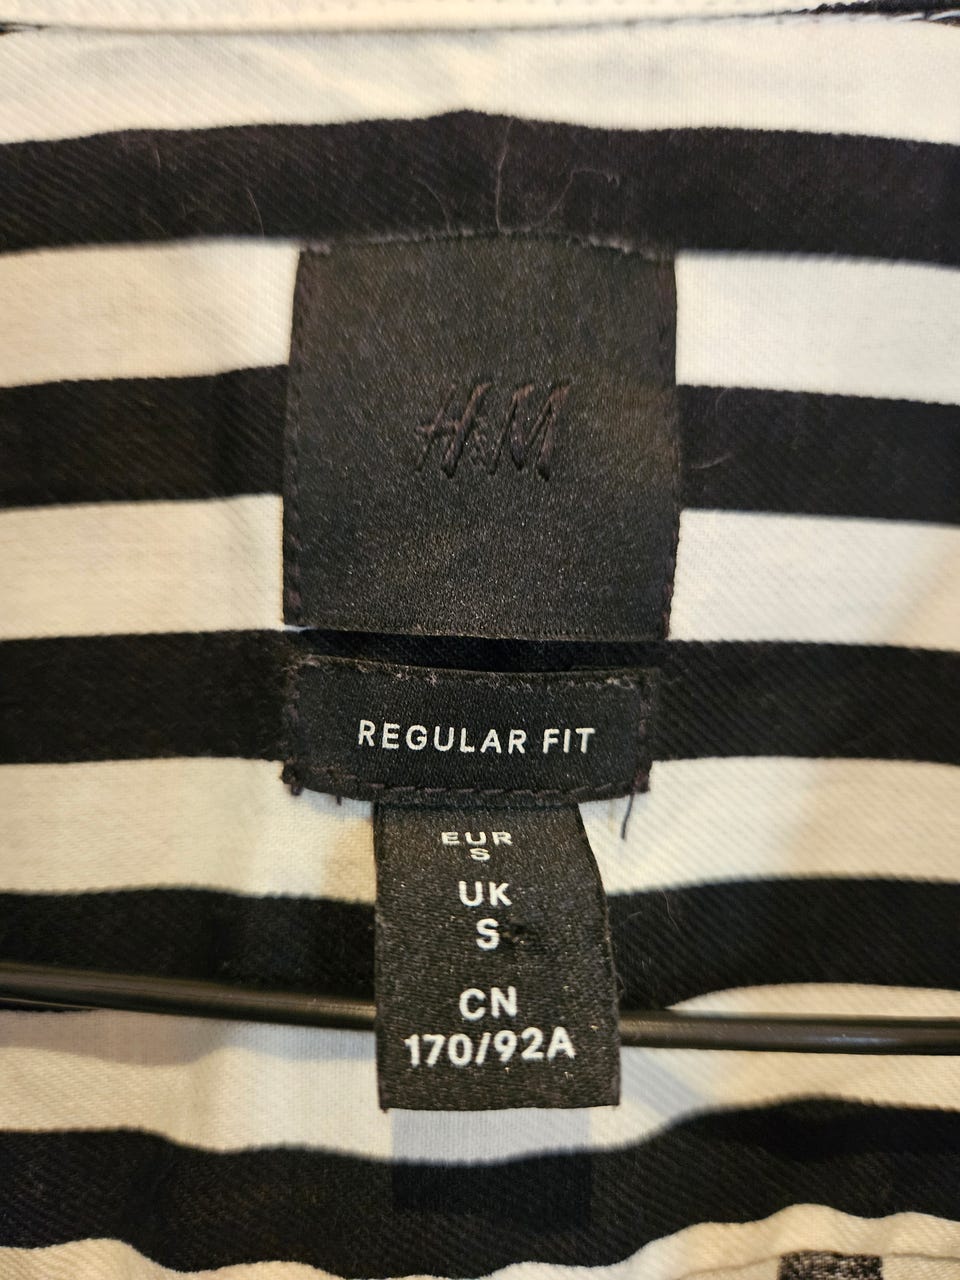 H&M
REGULAR FIT
EUR
S
UK
S
CN
170/92A